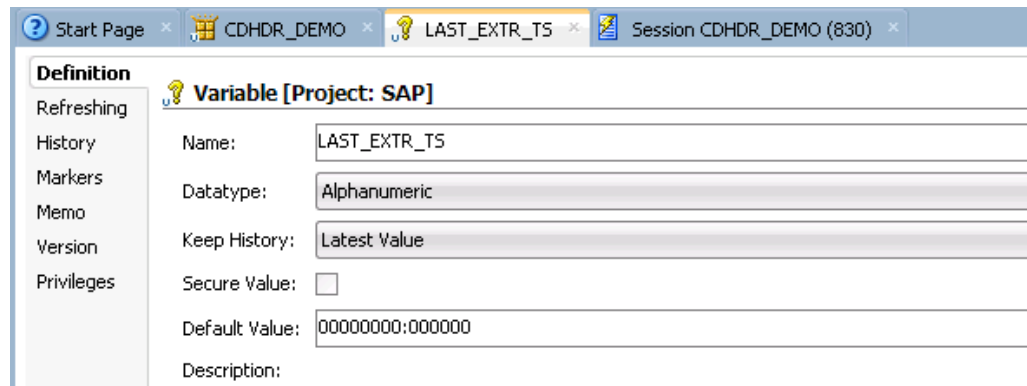 Start Page CDHDR_DEMO LAST_EXTR_TS Session CDHDR_DEMO (830)
Definition
Refreshing
History
Markers
Memo
Version
Privileges
Variable [Project: SAP]
Name: LAST_EXTR_TS
Datatype: Alphanumeric
Keep History: Latest Value
Secure Value:
Default Value: 00000000:000000
Description: